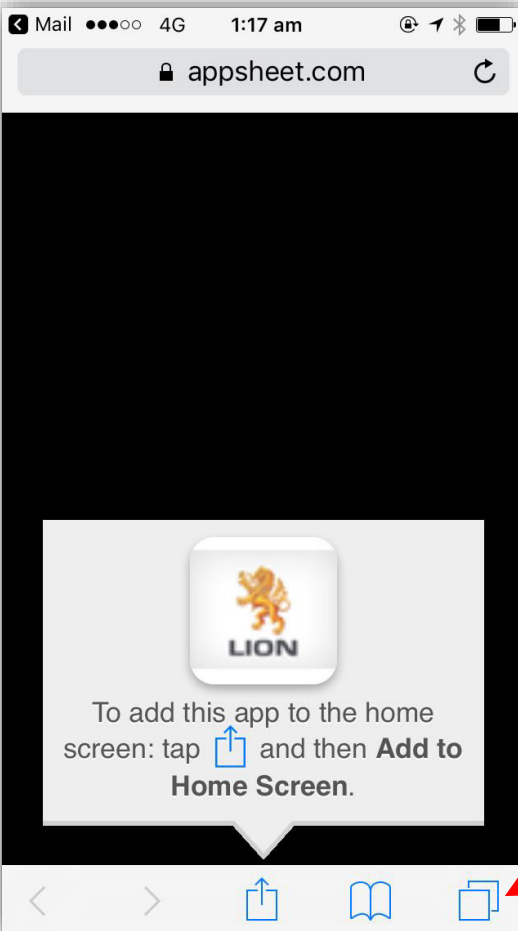 Mail 4G 1:17 am
appsheet.com
LION
To add this app to the home
screen: tap and then Add to
Home Screen.